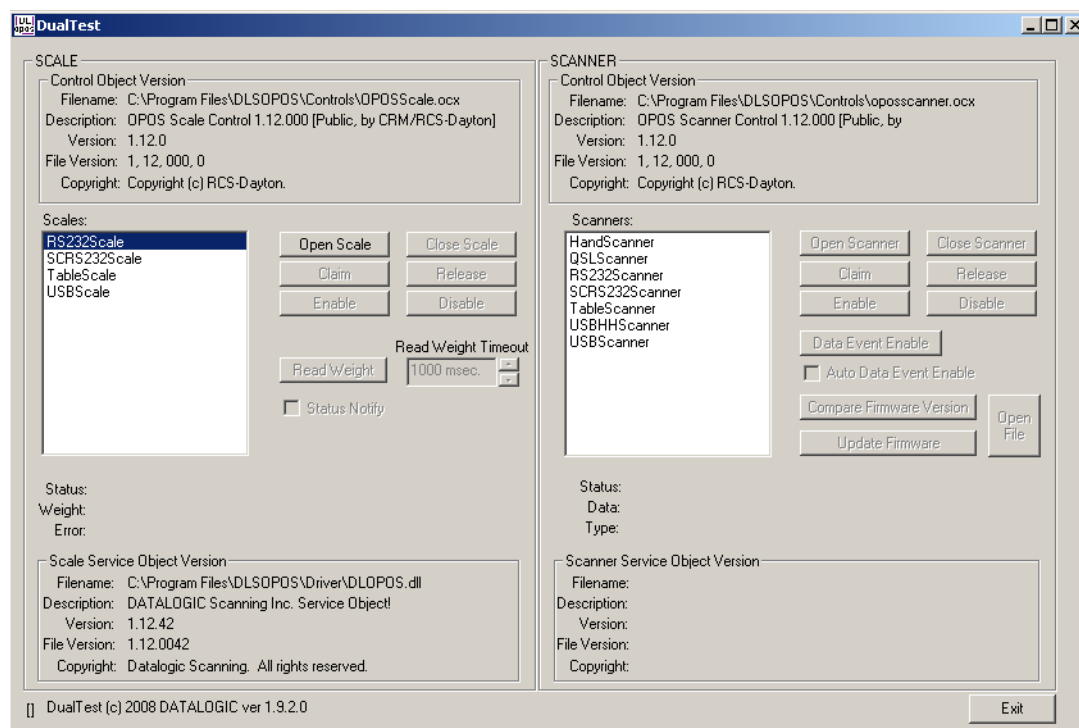 UL
opos
DualTest
SCALE
Control Object Version
Filename: C:\Program Files\DLSOPOS\Controls\OPOSScale.ocx
Description: OPOS Scale Control 1.12.000 [Public, by CRM/RCS-Dayton]
Version: 1.12.0
File Version: 1, 12, 000, 0
Copyright: Copyright (c) RCS-Dayton.
Scales:
RS232Scale
SCRS232Scale
TableScale
USBScale
Open Scale
Close Scale
Claim
Release
Enable
Disable
Read Weight Timeout
Read Weight
1000 msec.
Status Notify
Status:
Weight:
Error:
Scale Service Object Version
Filename: C:\Program Files\DLSOPOS\Driver\DLOPOS.dll
Description: DATALOGIC Scanning Inc. Service Object!
Version: 1.12.42
File Version: 1.12.0042
Copyright: Datalogic Scanning. All rights reserved.
SCANNER
Control Object Version
Filename: C:\Program Files\DLSOPOS\Controls\oposscanner.ocx
Description: OPOS Scanner Control 1.12.000 [Public, by
Version: 1.12.0
File Version: 1, 12, 000, 0
Copyright: Copyright (c) RCS-Dayton.
Scanners:
HandScanner
QSLScanner
RS232Scanner
SCRS232Scanner
TableScanner
USBHHScanner
USBScanner
Open Scanner
Close Scanner
Claim
Release
Enable
Disable
Data Event Enable
Auto Data Event Enable
Compare Firmware Version
Open File
Update Firmware
Status:
Data:
Type:
Scanner Service Object Version
Filename:
Description:
Version:
File Version:
Copyright:
[] DualTest (c) 2008 DATALOGIC ver 1.9.2.0
Exit